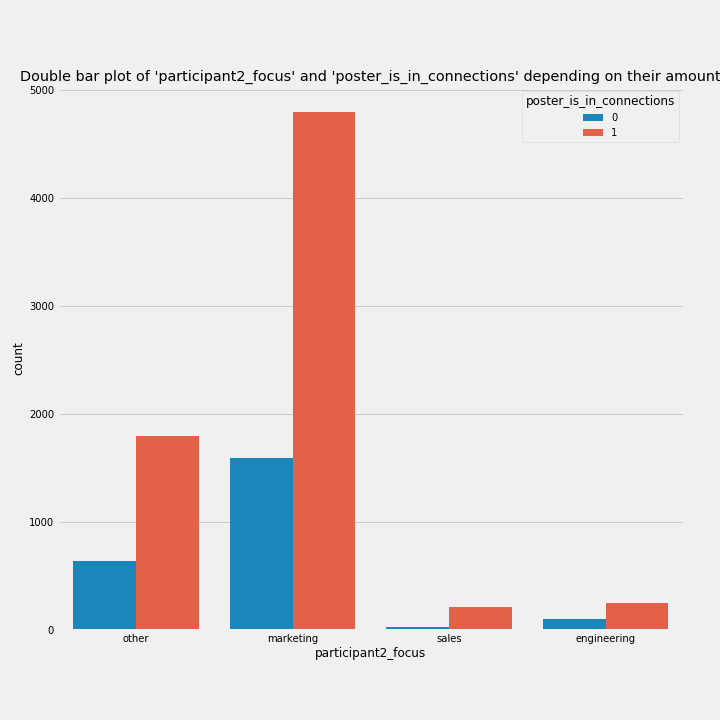 Double bar plot of 'participant2_focus' and 'poster_is_in_connections' depending on their amount
poster_is_in_connections
0
1
5000
4000
3000
2000
1000
0
count
other
marketing
sales
engineering
participant2_focus